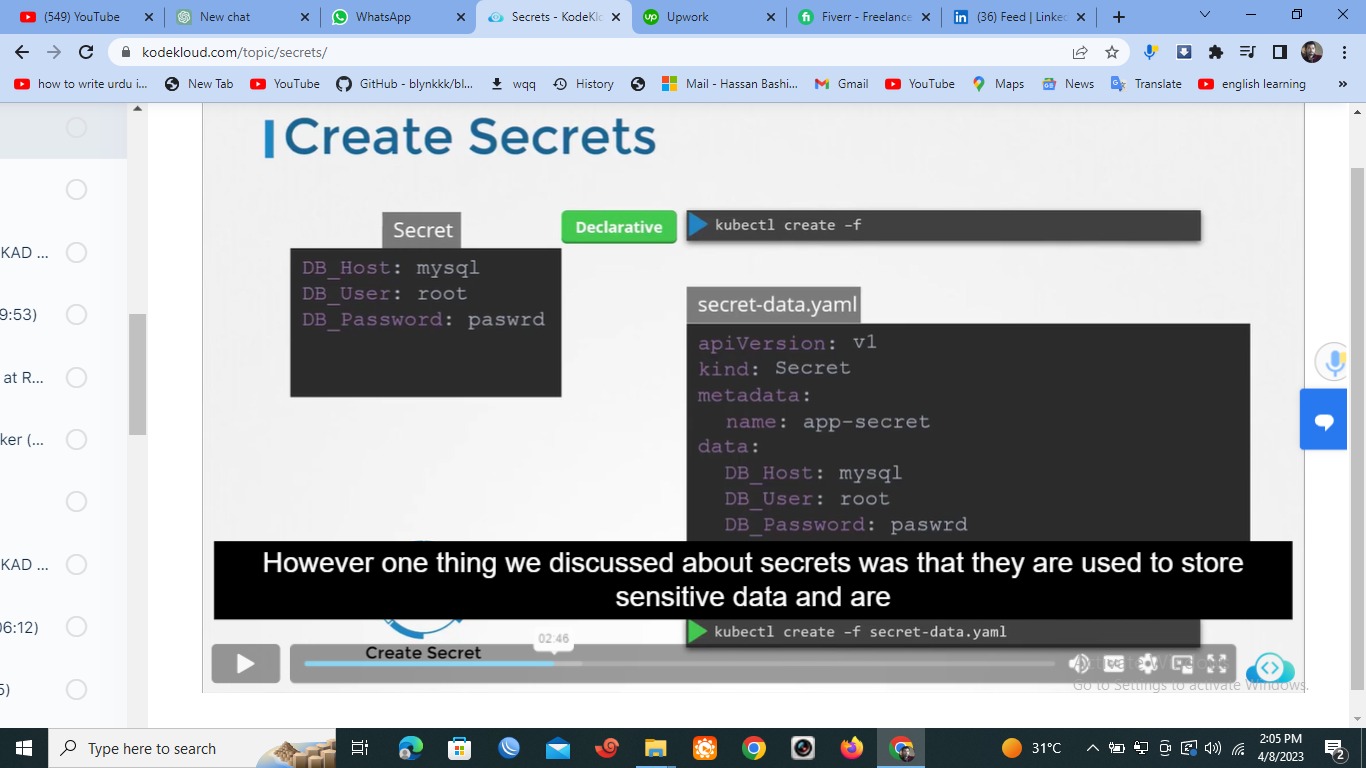 (549) YouTube
New chat
WhatsApp
Secrets - KodeKlo
Upwork
Fiverr - Freelance
(36) Feed | Linked
kodekloud.com/topic/secrets/
how to write urdu i...
New Tab
YouTube
GitHub - blynkkk/bl...
wqq
History
Mail - Hassan Bashi...
Gmail
YouTube
Maps
News
Translate
english learning
»
KAD ...
9:53)
at R...
ker (...
KAD ...
06:12)
5)
Create Secrets
Secret
DB_Host: mysql
DB_User: root
DB_Password: paswrd
Declarative
kubectl create -f
secret-data.yaml
apiVersion: v1
kind: Secret
metadata:
name: app-secret
data:
DB_Host: mysql
DB_User: root
DB_Password: paswrd
However one thing we discussed about secrets was that they are used to store
sensitive data and are
kubectl create -f secret-data.yaml
02:46
Create Secret
CC
Activate Windows
Go to Settings to activate Windows.
Type here to search
31°C
2:05 PM
4/8/2023
2